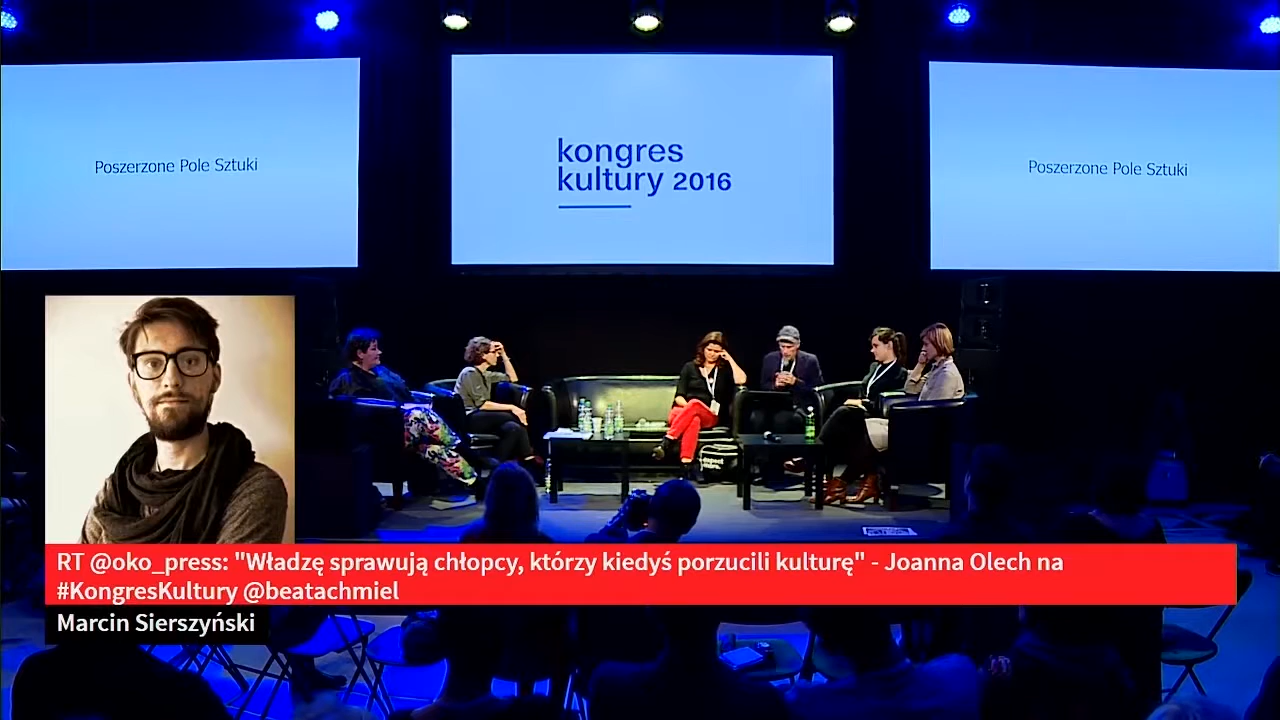 Poszerzone Pole Sztuki
kongres
kultury 2016
Poszerzone Pole Sztuki
RT @oko_press: "Władzę sprawują chłopcy, którzy kiedyś porzucili kulturę" - Joanna Olech na
#KongresKultury @beatachmiel
Marcin Sierszyński